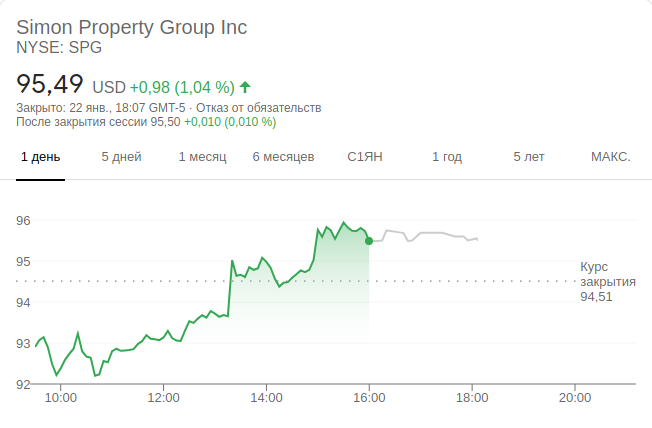 Simon Property Group Inc
NYSE: SPG
95,49 USD +0,98 (1,04 %)
Закрыто: 22 янв., 18:07 GMT-5 · Отказ от обязательств
После закрытия сессии 95,50 +0,010 (0,010 %)
1 день 5 дней 1 месяц 6 месяцев С1ЯН 1 год 5 лет МАКС.
96
95
Курс
закрытия
94,51
94
93
92
10:00 12:00 14:00 16:00 18:00 20:00